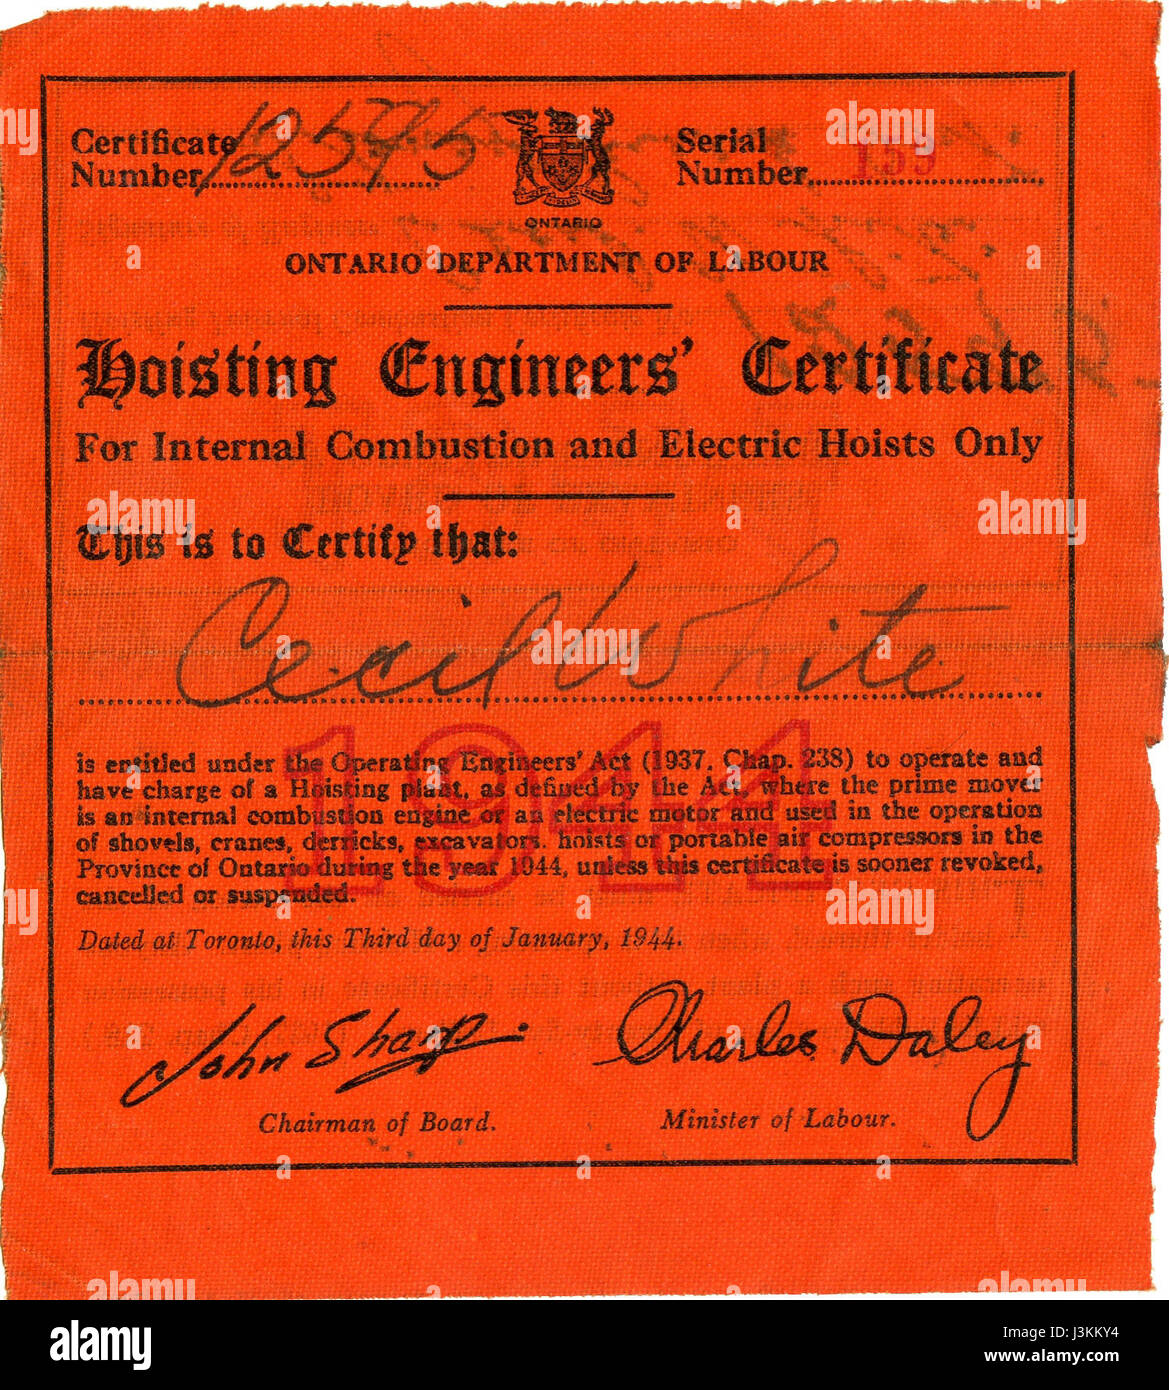 Certificate
Number 12595
ONTARIO
Serial
Number 159
ONTARIO DEPARTMENT OF LABOUR
Hoisting Engineers' Certificate
For Internal Combustion and Electric Hoists Only
This is to Certify that:
Cecil White
1944
is entitled under the Operating Engineers' Act (1937, Chap. 238) to operate and
have charge of a Hoisting plant, as defined by the Act, where the prime mover
is an internal combustion engine or an electric motor and used in the operation
of shovels, cranes, derricks, excavators. hoists or portable air compressors in the
Province of Ontario during the year 1944, unless this certificate is sooner revoked,
cancelled or suspended.
Dated at Toronto, this Third day of January, 1944.
John Sharp. Charles Daley
Chairman of Board. Minister of Labour.
alamy
Image ID: J3KKY4
www.alamy.com